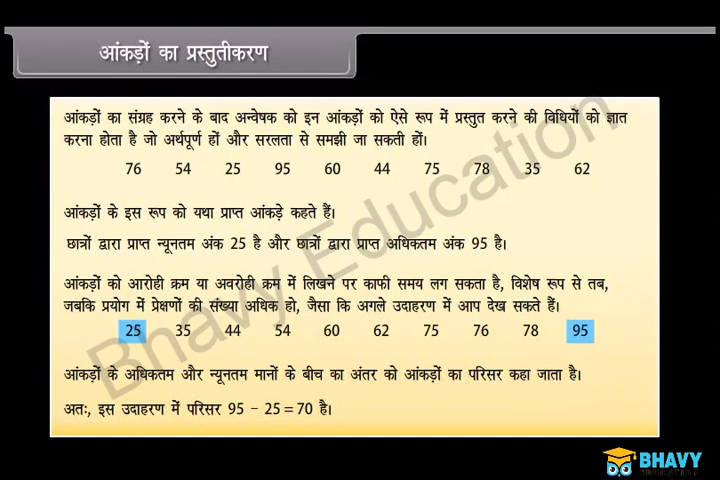 आंकड़ों का प्रस्तुतीकरण
आंकड़ों का संग्रह करने के बाद अन्वेषक को इन आंकड़ों को ऐसे रूप में प्रस्तुत करने की विधियों को ज्ञात
करना होता है जो अर्थपूर्ण हों और सरलता से समझी जा सकती हों।
76 54 25 95 60 44 75 78 35 62
आंकड़ों के इस रूप को यथा प्राप्त आंकड़े कहते हैं।
छात्रों द्वारा प्राप्त न्यूनतम अंक 25 है और छात्रों द्वारा प्राप्त अधिकतम अंक 95 है।
आंकड़ों को आरोही क्रम या अवरोही क्रम में लिखने पर काफी समय लग सकता है, विशेष रूप से तब,
जबकि प्रयोग में प्रेक्षणों की संख्या अधिक हो, जैसा कि अगले उदाहरण में आप देख सकते हैं।
25 35 44 54 60 62 75 76 78 95
आंकड़ों के अधिकतम और न्यूनतम मानों के बीच का अंतर को आंकड़ों का परिसर कहा जाता है।
अतः, इस उदाहरण में परिसर 95 – 25 = 70 है।
Bhavy Education
BHAVY
EDUCATION